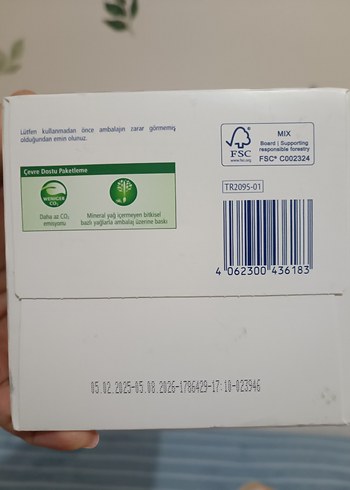 Lütfen kullanmadan önce ambalajın zarar görmemiş
olduğundan emin olunuz.
MIX
Board | Supporting
responsible forestry
FSC
www.fsc.org
FSC® C002324
Çevre Dostu Paketleme
WENIGER
CO₂
Daha az CO₂
emisyonu
Mineral yağ içermeyen bitkisel
bazlı yağlarla ambalaj üzerine baskı
TR2095-01
4 062300 436183
05.02.2025-05.08.2026-1786429-17:10-023946